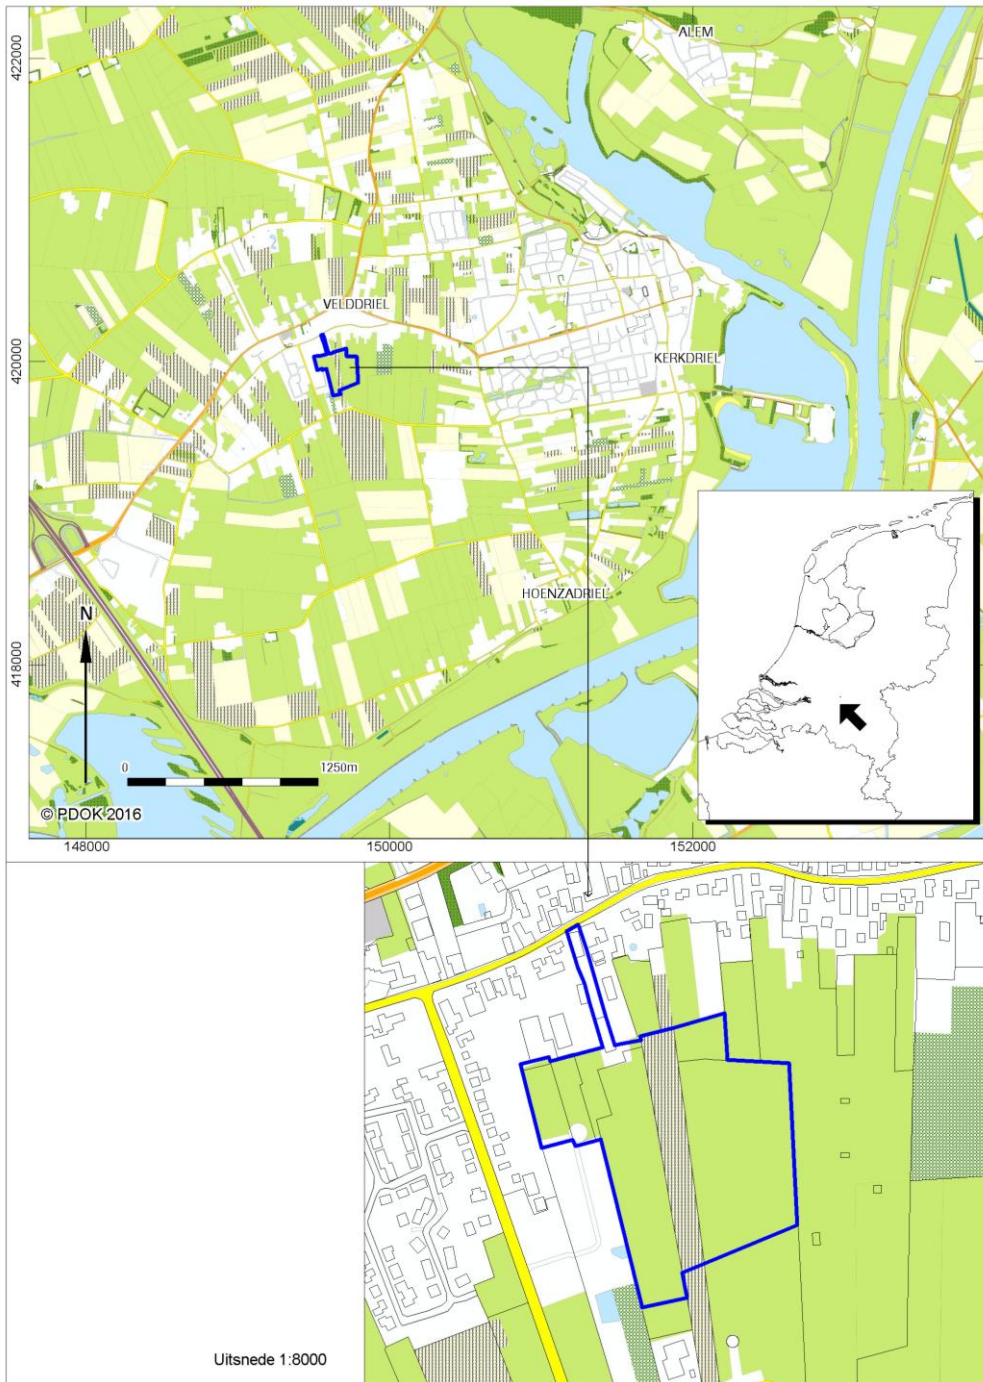 ALEM
422000
VELDDRIEL
420000
KERKDRIEL
HOENZADRIEL
N
418000
0 1250m
© PDOK 2016
148000 150000 152000
Uitsnede 1:8000